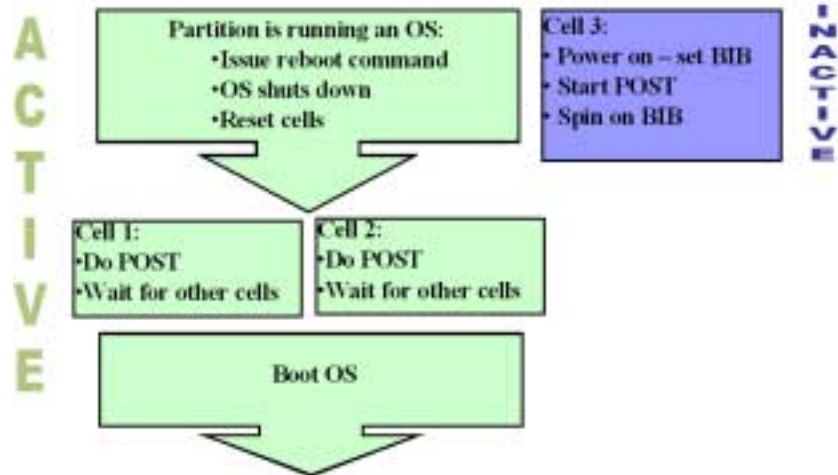 ACTIVE
Partition is running an OS:
•Issue reboot command
•OS shuts down
•Reset cells
Cell 3:
• Power on – set BIB
• Start POST
• Spin on BIB
INACTIVE
Cell 1:
•Do POST
•Wait for other cells
Cell 2:
•Do POST
•Wait for other cells
Boot OS